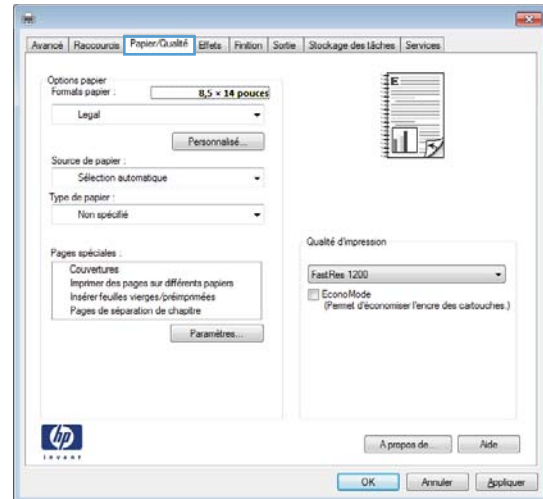 Avancé Raccourcis Papier/Qualité Effets Finition Sortie Stockage des tâches Services
Options papier
Formats papier : 8,5 × 14 pouces
Legal
Personnalisé...
Source de papier :
Sélection automatique
Type de papier :
Non spécifié
Pages spéciales :
Couvertures
Imprimer des pages sur différents papiers
Insérer feuilles vierges/préimprimées
Pages de séparation de chapitre
Paramètres...
E
Qualité d'impression
FastRes 1200
EconoMode
(Permet d'économiser l'encre des cartouches.)
hp
invent
A propos de... Aide
OK Annuler Appliquer